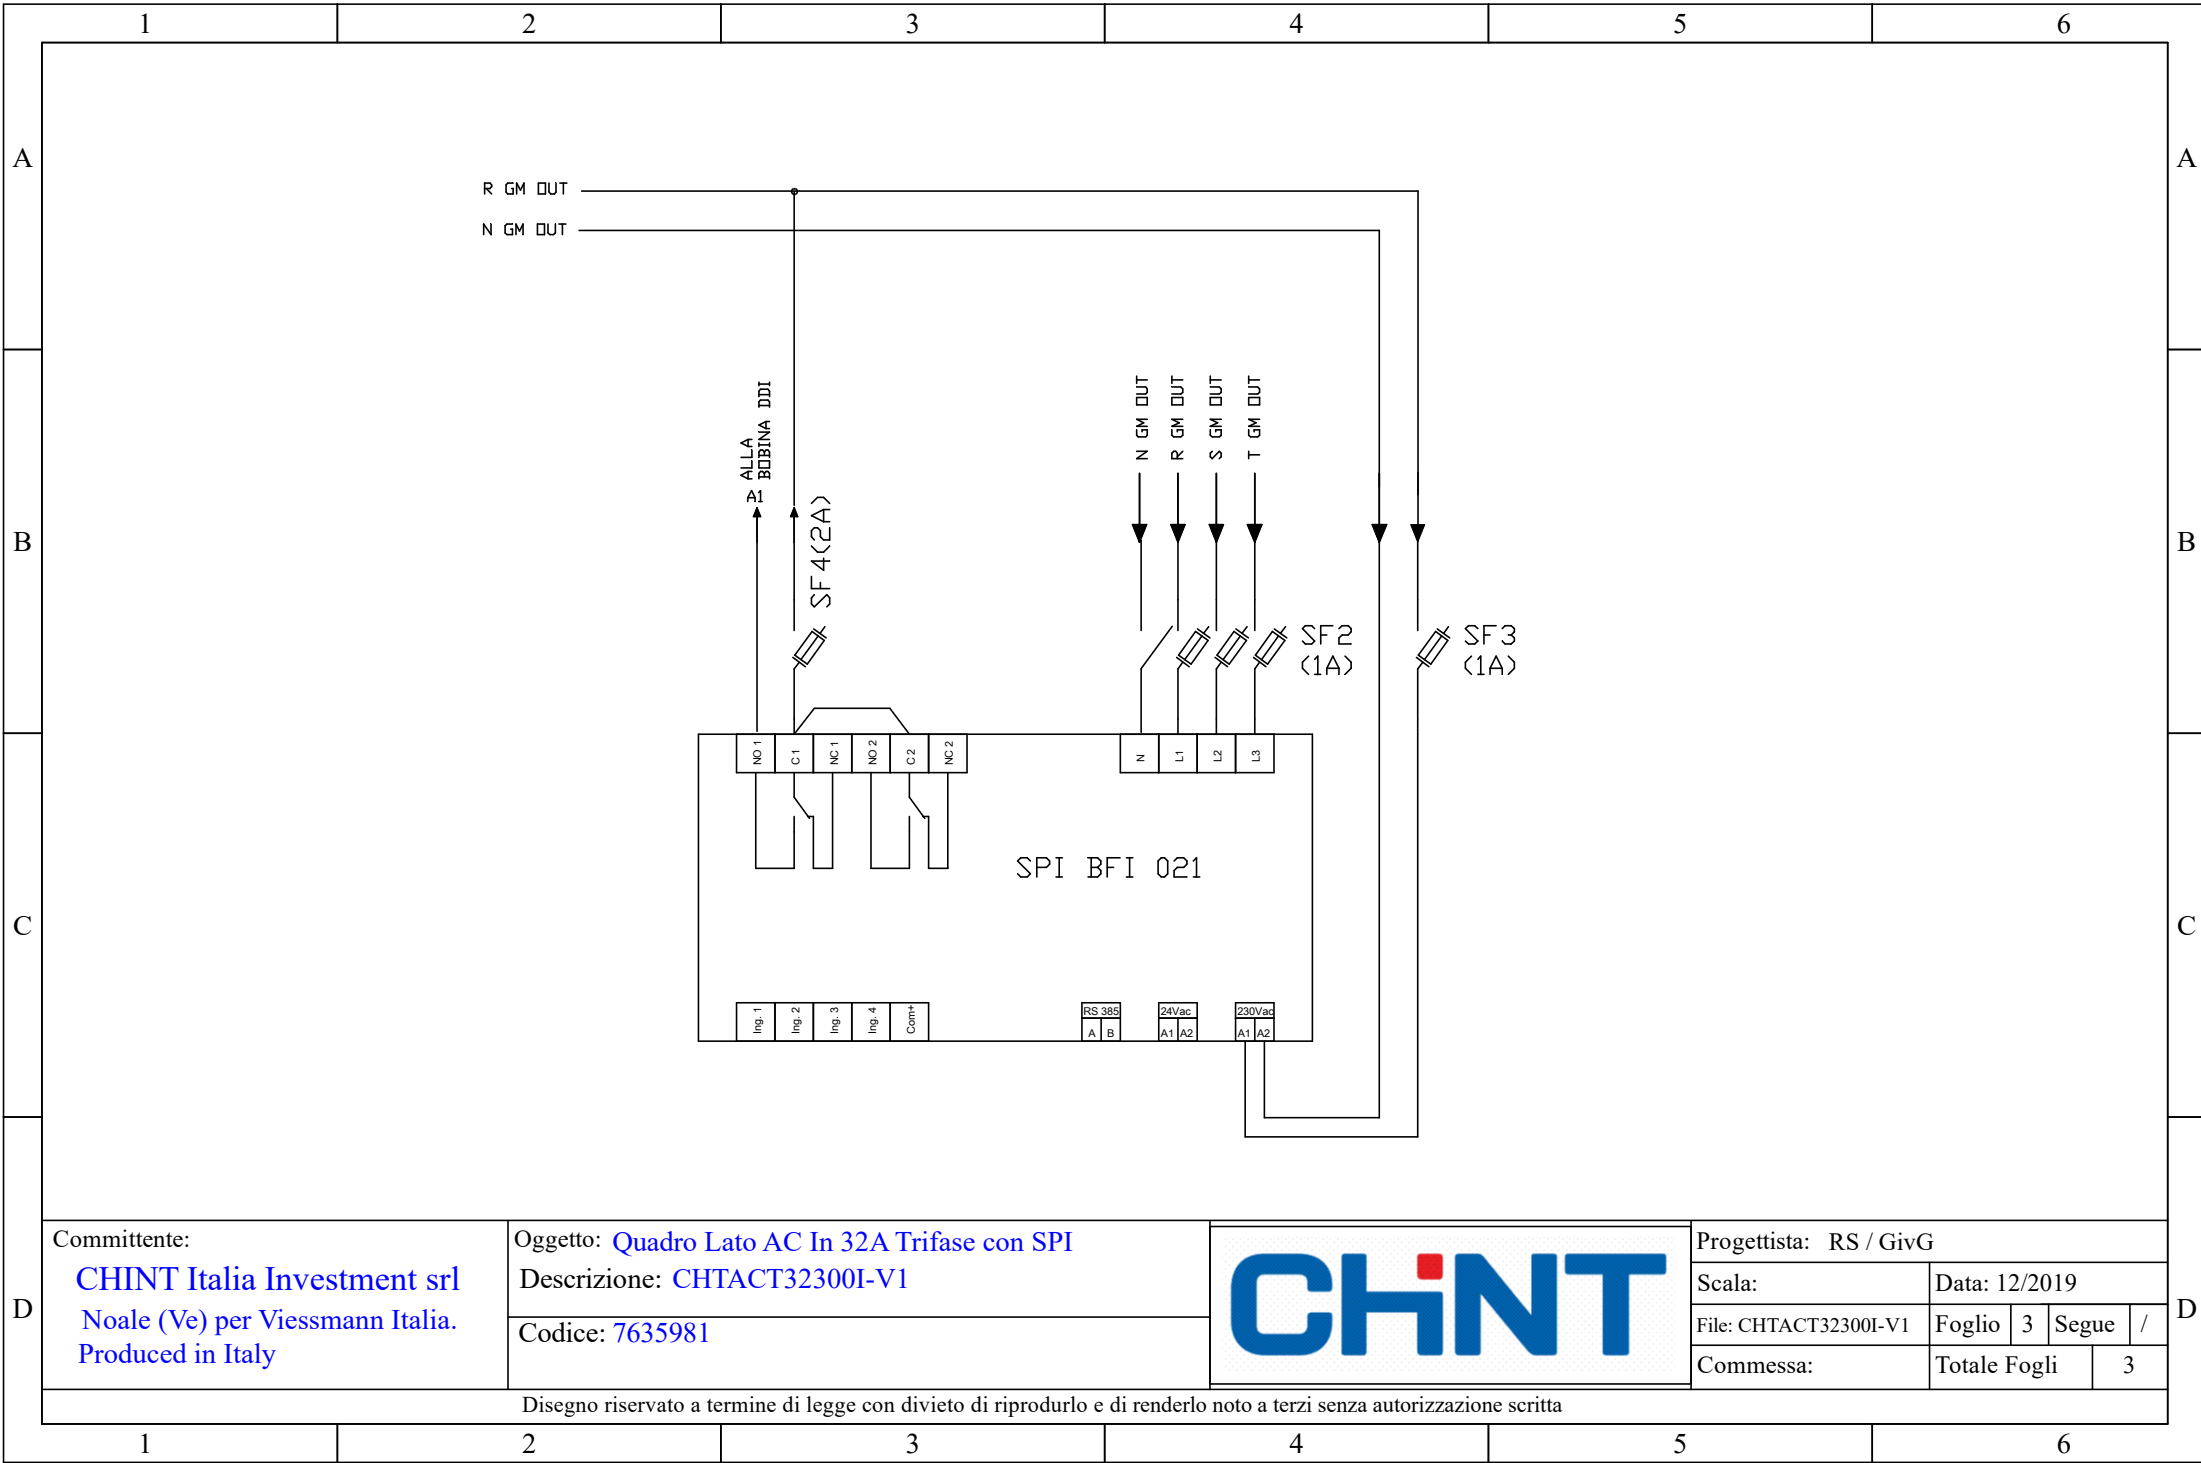 1 2 3 4 5 6
A A
R GM OUT
N GM OUT
B B
A1 ALLA
BOBINA DDI
SF4(2A)
N GM OUT
R GM OUT
S GM OUT
T GM OUT
SF2
(1A)
SF3
(1A)
NO 1 C 1 NC 1 NO 2 C 2 NC 2
N L1 L2 L3
SPI BFI 021
C C
Ing. 1 Ing. 2 Ing. 3 Ing. 4 Com+
RS 385
A B
24Vac
A1 A2
230Vac
A1 A2
D D
Committente:
CHINT Italia Investment srl
Noale (Ve) per Viessmann Italia.
Produced in Italy
Oggetto: Quadro Lato AC In 32A Trifase con SPI
Descrizione: CHTACT32300I-V1
Codice: 7635981
CHiNT
Progettista: RS / GivG
Scala:
Data: 12/2019
File: CHTACT32300I-V1
Foglio 3 Segue /
Commessa:
Totale Fogli 3
Disegno riservato a termine di legge con divieto di riprodurlo e di renderlo noto a terzi senza autorizzazione scritta
1 2 3 4 5 6